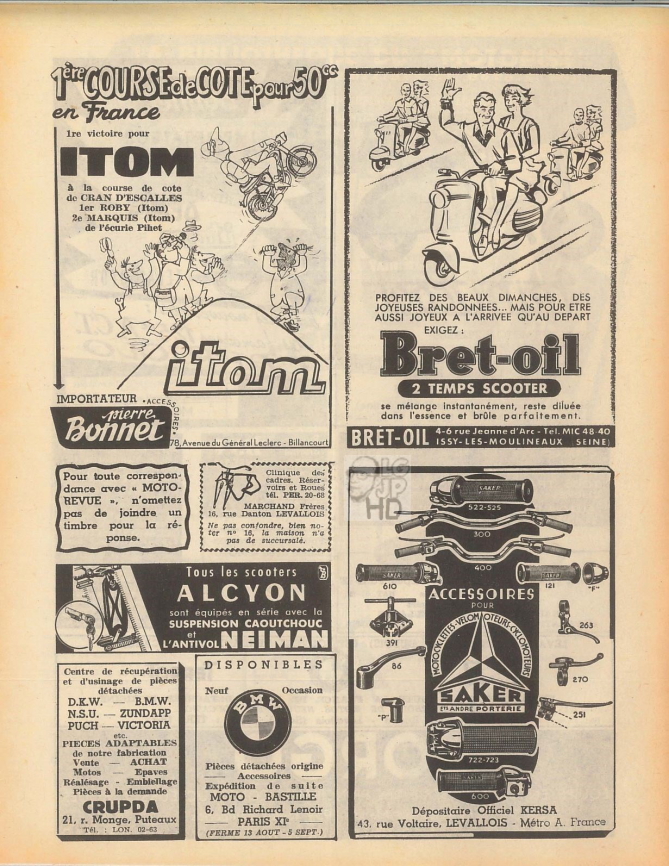 1ère COURSE de COTE pour 50cc
en France
1re victoire pour
ITOM
à la course de cote
de CRAN D'ESCALLES
1er ROBY (Itom)
2e MARQUIS (Itom)
de l'écurie Pihet
itom
IMPORTATEUR
ACCESSOIRES
pierre
Bonnet
78, Avenue du Général Leclerc - Billancourt
PROFITEZ DES BEAUX DIMANCHES, DES
JOYEUSES RANDONNEES... MAIS POUR ETRE
AUSSI JOYEUX A L'ARRIVEE QU'AU DEPART
EXIGEZ :
Bret-oil
2 TEMPS SCOOTER
se mélange instantanément, reste diluée
dans l'essence et brûle parfaitement.
BRET-OIL 4-6 rue Jeanne d'Arc - Tel. MIC 48-40
ISSY-LES-MOULINEAUX SEINE)
Pour toute correspon-
dance avec « MOTO-
REVUE », n'omettez
pas de joindre un
timbre pour la ré-
ponse.
Clinique des
cadres. Réser-
voirs et Roues
tél. PER. 20-68
MARCHAND Frères
16, rue Danton LEVALLOIS
Ne pas confondre, bien no-
ter n° 16, la maison n'a
pas de succursale.
Tous les scooters
ALCYON
sont équipés en série avec la
SUSPENSION CAOUTCHOUC
et
L'ANTIVOL NEIMAN
Centre de récupération
et d'usinage de pièces
détachées
D.K.W. — B.M.W.
N.S.U. — ZUNDAPP
PUCH — VICTORIA
etc.
PIECES ADAPTABLES
de notre fabrication
Vente — ACHAT
Motos — Epaves
Réalésage - Embiellage
Pièces à la demande
CRUPDA
21, r. Monge, Puteaux
Tél. : LON. 02-63
DISPONIBLES
Neuf Occasion
BMW
Pièces détachées origine
— Accessoires —
Expédition de suite
MOTO - BASTILLE
6, Bd Richard Lenoir
— PARIS XIe —
(FERME 13 AOUT - 5 SEPT.)
LGJP
HD
SAKER
522-525
300
400
SAKER
610
SAKER
121
"F"
ACCESSOIRES
POUR
MOTOCYCLETTES-VELOMOTEURS-CYCLOMOTEURS
391
263
86
270
"P"
251
SAKER
ETS ANDRE PORTERIE
722-723
600
Dépositaire Officiel KERSA
43, rue Voltaire, LEVALLOIS - Métro A. France